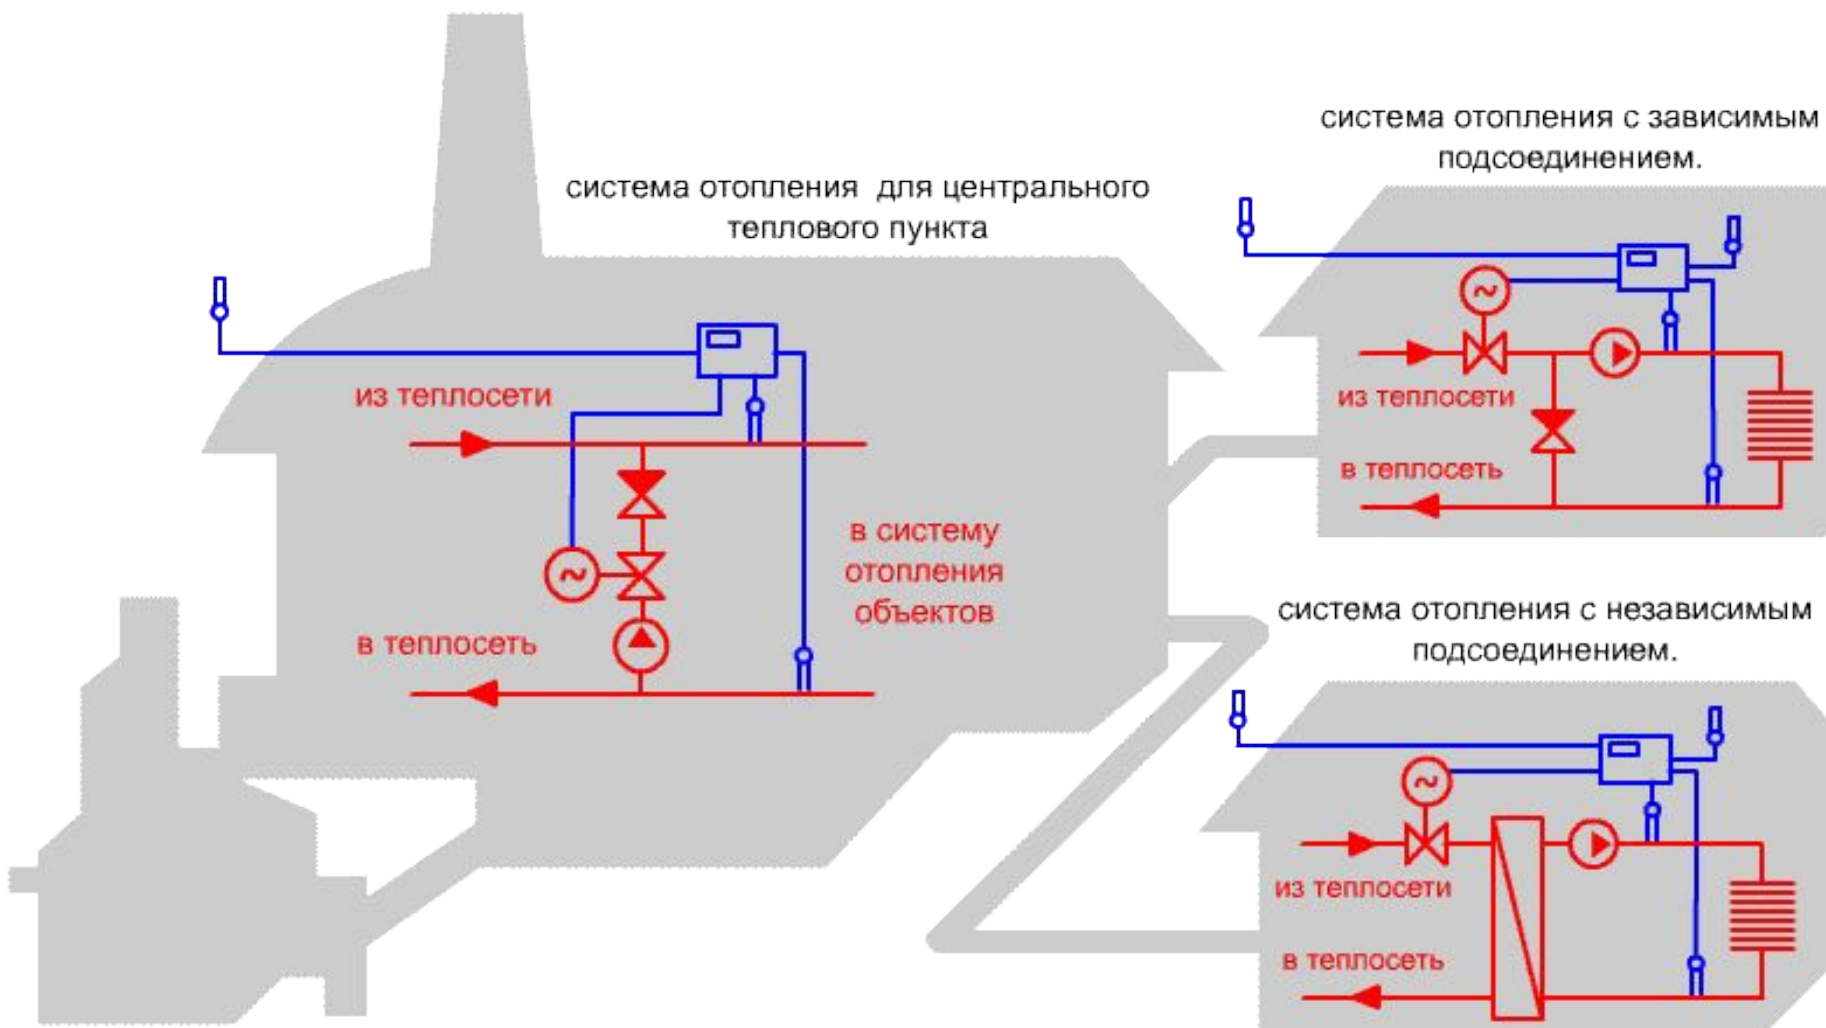 система отопления с зависимым
подсоединением.
система отопления для центрального
теплового пункта
из теплосети
в теплосеть
в систему
отопления
объектов
из теплосети
в теплосеть
система отопления с независимым
подсоединением.
из теплосети
в теплосеть